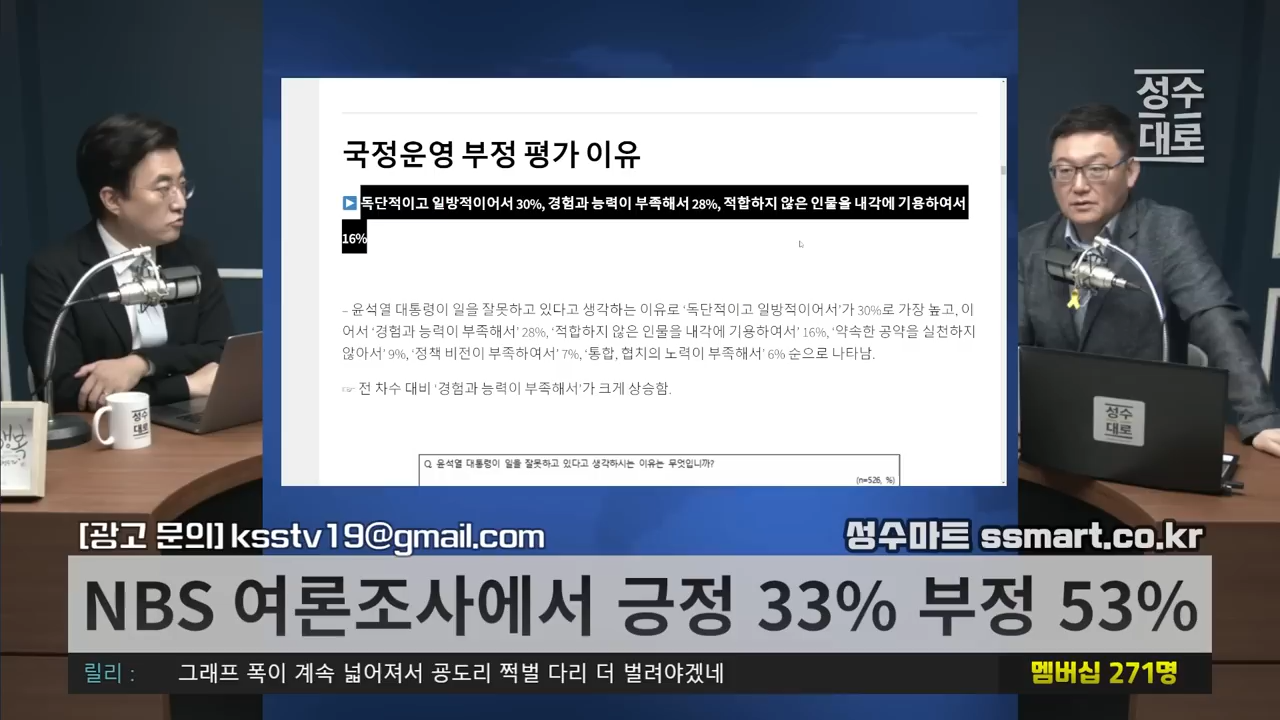 성수
대로
국정운영 부정 평가 이유
▶독단적이고 일방적이어서 30%, 경험과 능력이 부족해서 28%, 적합하지 않은 인물을 내각에 기용하여서
16%
– 윤석열 대통령이 일을 잘못하고 있다고 생각하는 이유로 ‘독단적이고 일방적이어서’가 30%로 가장 높고, 이
어서 ‘경험과 능력이 부족해서’ 28%, ‘적합하지 않은 인물을 내각에 기용하여서’ 16%, ‘약속한 공약을 실천하지
않아서’ 9%, ‘정책 비전이 부족하여서’ 7%, ‘통합, 협치의 노력이 부족해서’ 6% 순으로 나타남.
☞ 전 차수 대비 ‘경험과 능력이 부족해서’가 크게 상승함.
Q. 윤석열 대통령이 일을 잘못하고 있다고 생각하시는 이유는 무엇입니까?
(n=526, %)
성수
대로
성수
대로
[광고 문의] ksstv19@gmail.com
성수마트 ssmart.co.kr
NBS 여론조사에서 긍정 33% 부정 53%
릴리 : 그래프 폭이 계속 넓어져서 굥도리 쩍벌 다리 더 벌려야겠네
멤버십 271명